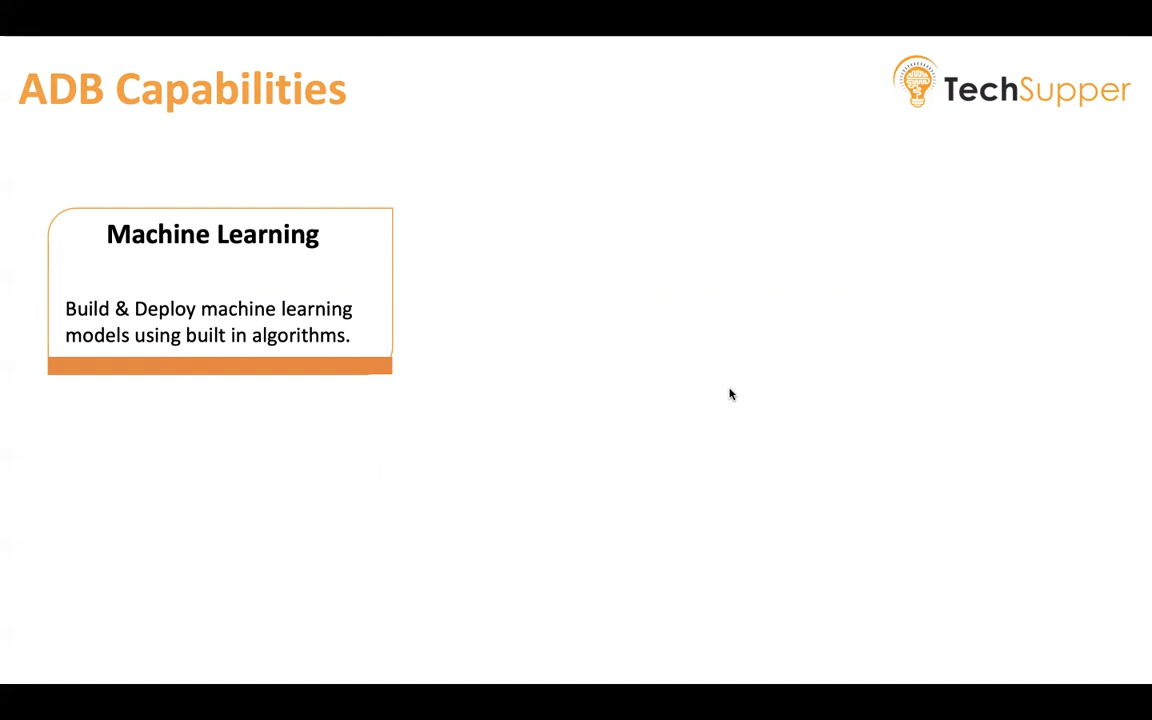 ADB Capabilities
TechSupper
Machine Learning
Build & Deploy machine learning
models using built in algorithms.